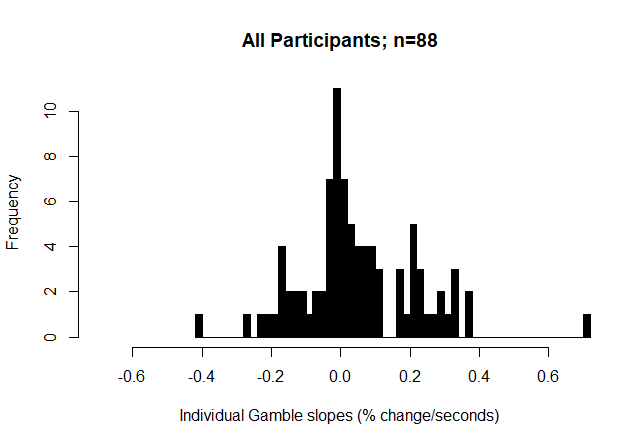 All Participants; n=88
Frequency
10
8
6
4
2
0
-0.6 -0.4 -0.2 0.0 0.2 0.4 0.6
Individual Gamble slopes (% change/seconds)